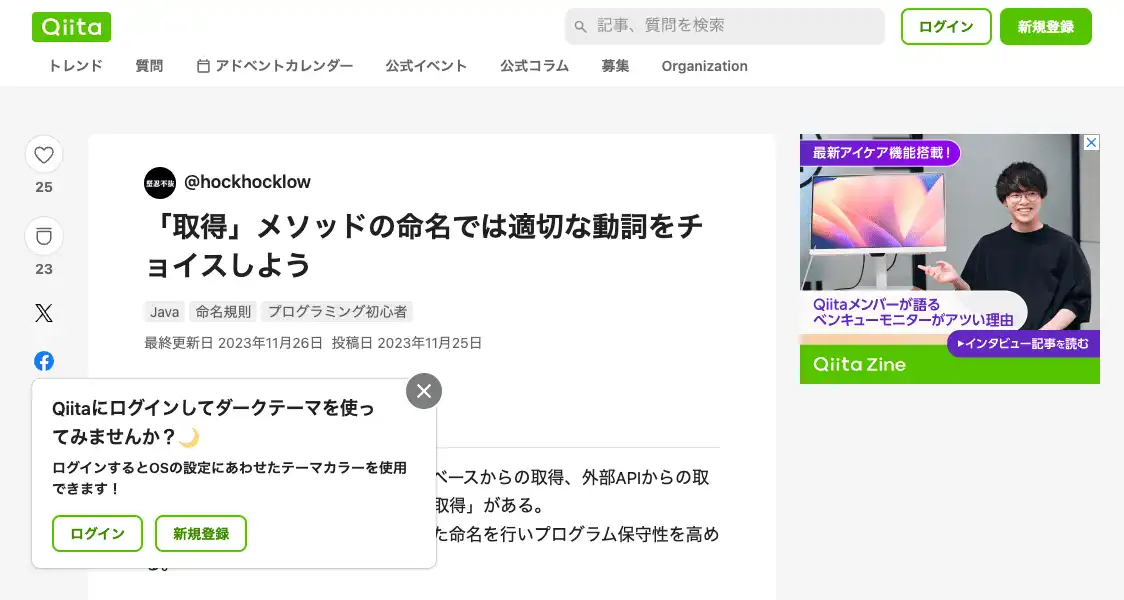 Qiita
記事、質問を検索
ログイン
新規登録
トレンド
質問
アドベントカレンダー
公式イベント
公式コラム
募集
Organization
25
23
堅忍不抜
@hockhocklow
「取得」メソッドの命名では適切な動詞をチ
ョイスしよう
Java
命名規則
プログラミング初心者
最終更新日 2023年11月26日 投稿日 2023年11月25日
ベースからの取得、外部APIからの取
取得」がある。
た命名を行いプログラム保守性を高め
る。
Qiitaにログインしてダークテーマを使っ
てみませんか？🌙
ログインするとOSの設定にあわせたテーマカラーを使用
できます！
ログイン
新規登録
最新アイケア機能搭載！
Qiitaメンバーが語る
ベンキューモニターがアツい理由
▶インタビュー記事を読む
Qiita Zine